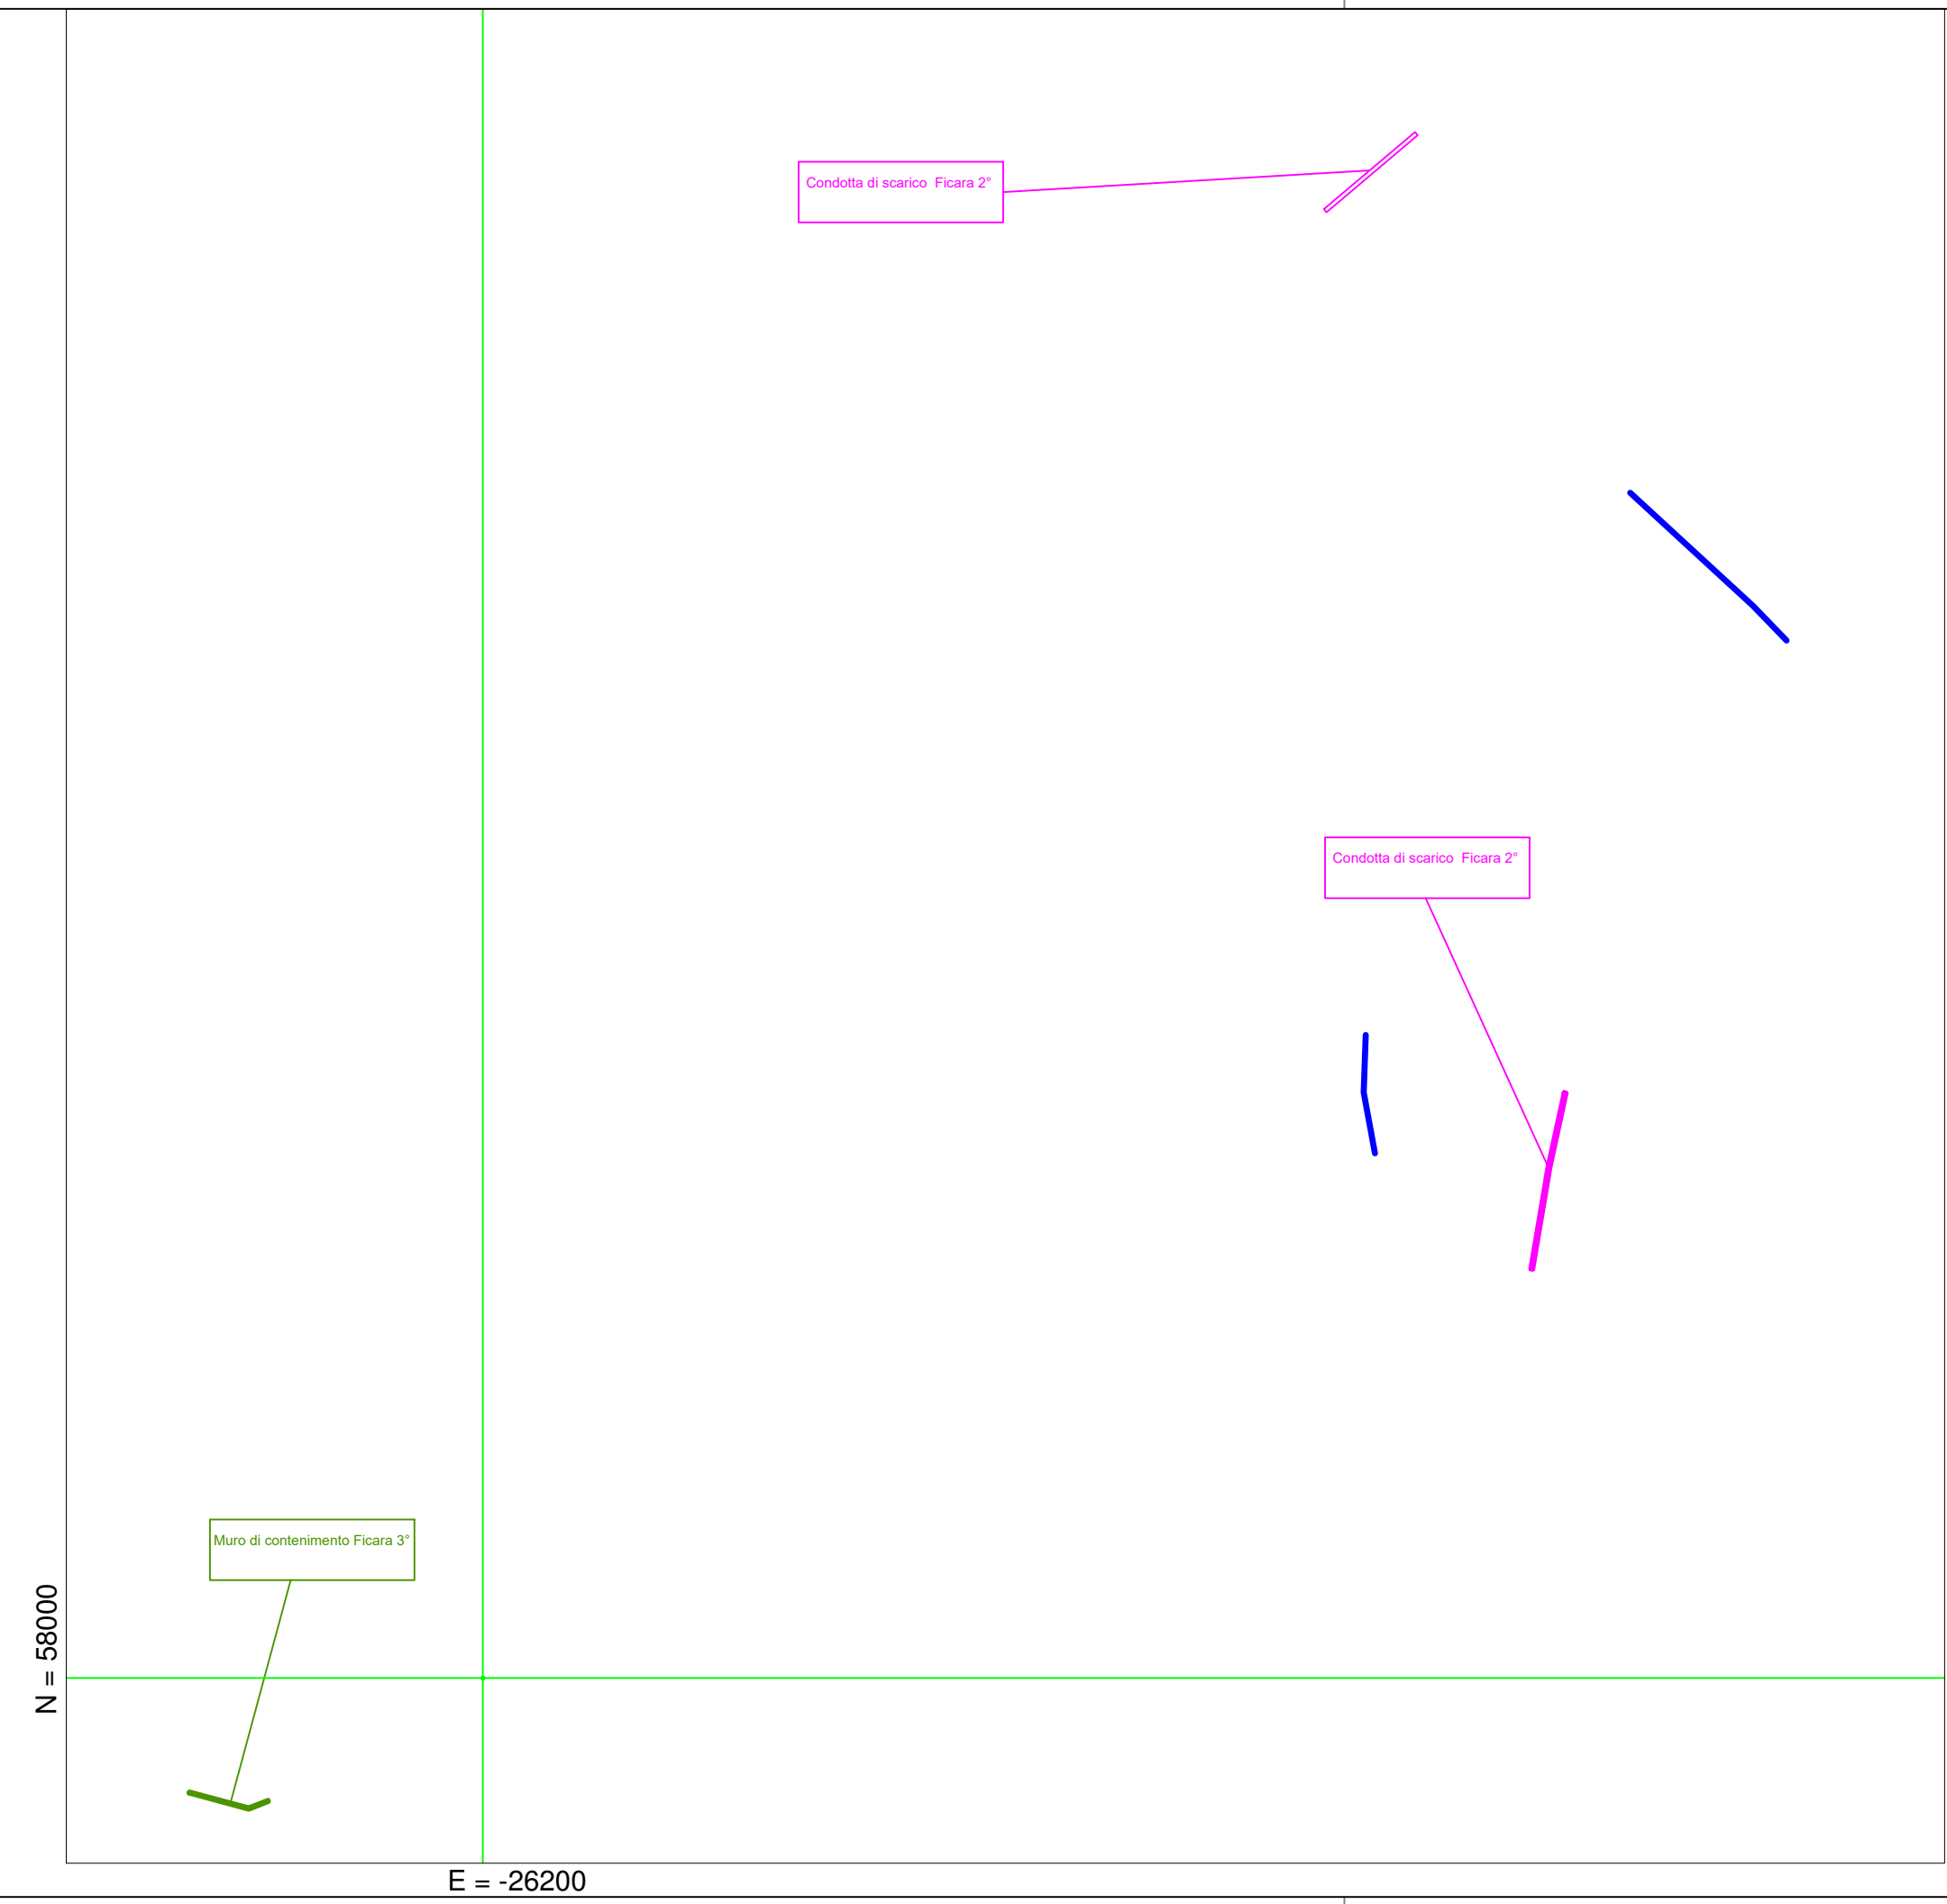 Condotta di scarico  Ficara 2°
Condotta di scarico  Ficara 2°
Muro di contenimento Ficara 3°
N = 58000
E = -26200